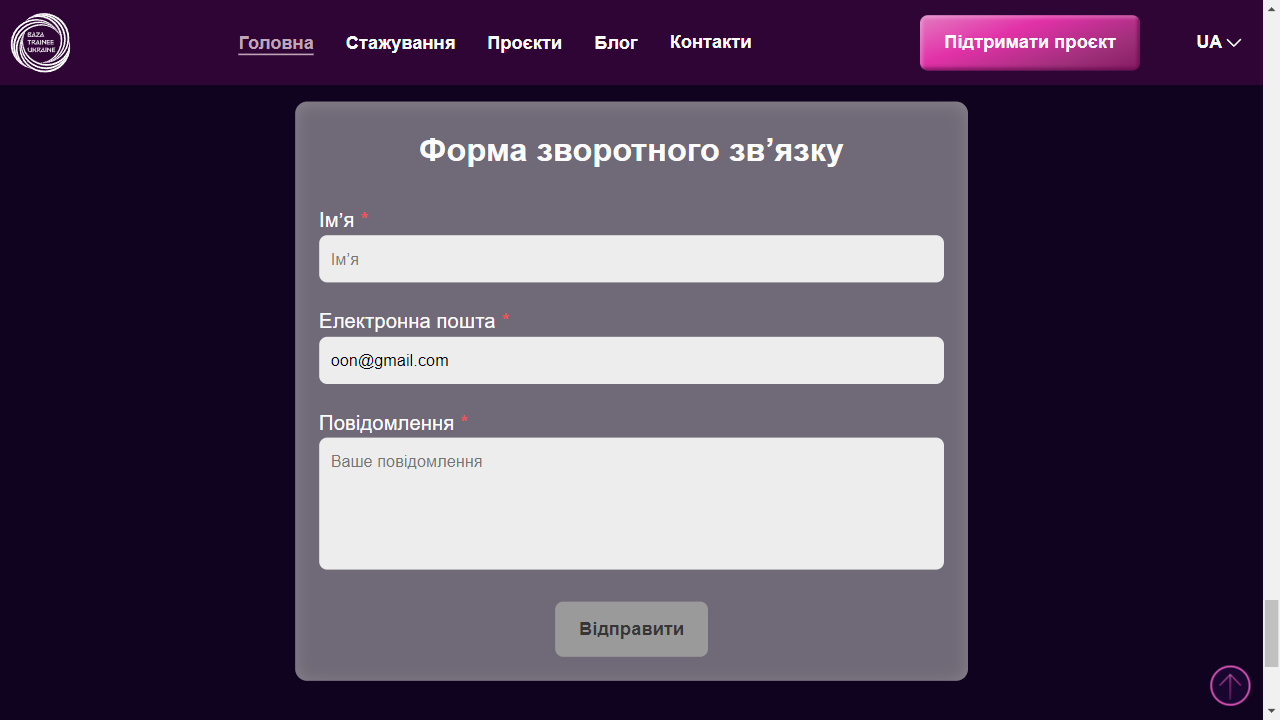 BAZA
TRAINEE
UKRAINE
Головна
Стажування
Проєкти
Блог
Контакти
Підтримати проєкт
UA
Форма зворотного зв’язку
Ім’я *
Ім’я
Електронна пошта *
oon@gmail.com
Повідомлення *
Ваше повідомлення
Відправити